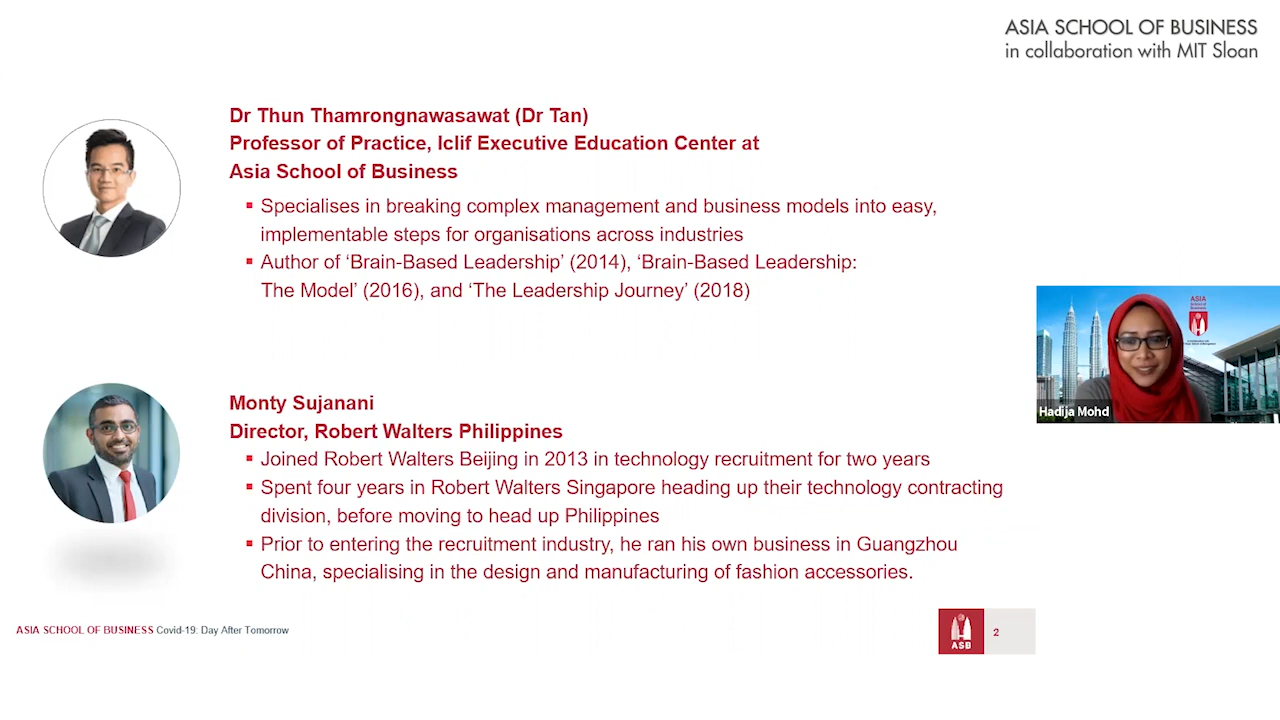 ASIA SCHOOL OF BUSINESS
in collaboration with MIT Sloan
Dr Thun Thamrongnawasawat (Dr Tan)
Professor of Practice, Iclif Executive Education Center at
Asia School of Business
▪ Specialises in breaking complex management and business models into easy,
implementable steps for organisations across industries
▪ Author of ‘Brain-Based Leadership’ (2014), ‘Brain-Based Leadership:
The Model’ (2016), and ‘The Leadership Journey’ (2018)
ASIA
Hadija Mohd
Monty Sujanani
Director, Robert Walters Philippines
▪ Joined Robert Walters Beijing in 2013 in technology recruitment for two years
▪ Spent four years in Robert Walters Singapore heading up their technology contracting
division, before moving to head up Philippines
▪ Prior to entering the recruitment industry, he ran his own business in Guangzhou
China, specialising in the design and manufacturing of fashion accessories.
ASIA SCHOOL OF BUSINESS Covid-19: Day After Tomorrow
ASB
2